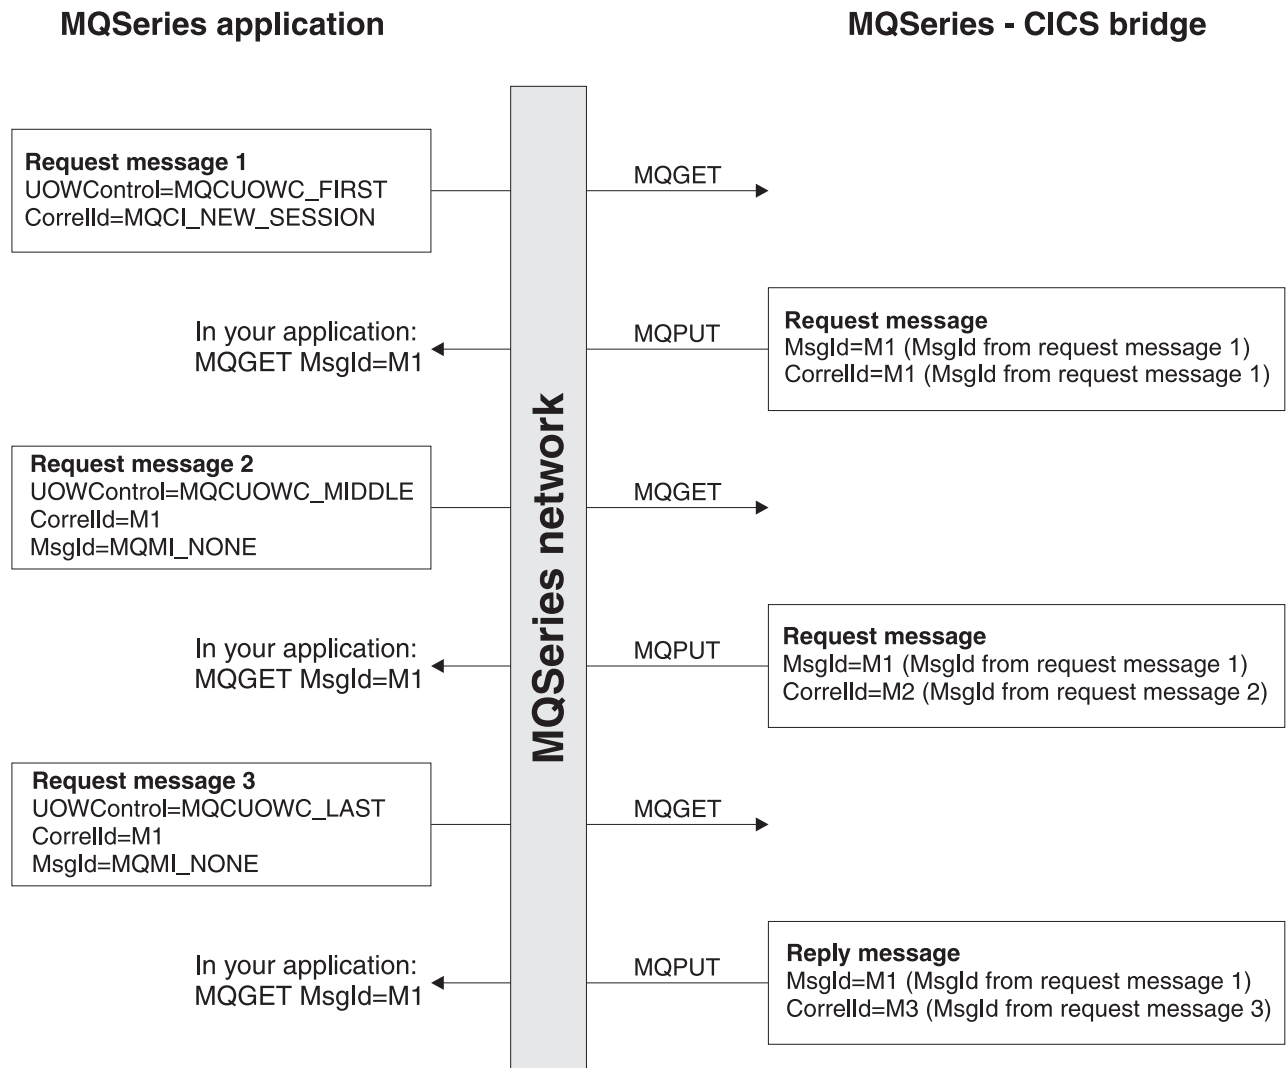 MQSeries application
MQSeries - CICS bridge
Request message 1
UOWControl=MQCUOWC_FIRST
CorrelId=MQCI_NEW_SESSION
MQGET
In your application:
MQGET MsgId=M1
MQPUT
Request message
MsgId=M1 (MsgId from request message 1)
CorrelId=M1 (MsgId from request message 1)
MQSeries network
Request message 2
UOWControl=MQCUOWC_MIDDLE
CorrelId=M1
MsgId=MQMI_NONE
MQGET
In your application:
MQGET MsgId=M1
MQPUT
Request message
MsgId=M1 (MsgId from request message 1)
CorrelId=M2 (MsgId from request message 2)
Request message 3
UOWControl=MQCUOWC_LAST
CorrelId=M1
MsgId=MQMI_NONE
MQGET
In your application:
MQGET MsgId=M1
MQPUT
Reply message
MsgId=M1 (MsgId from request message 1)
CorrelId=M3 (MsgId from request message 3)